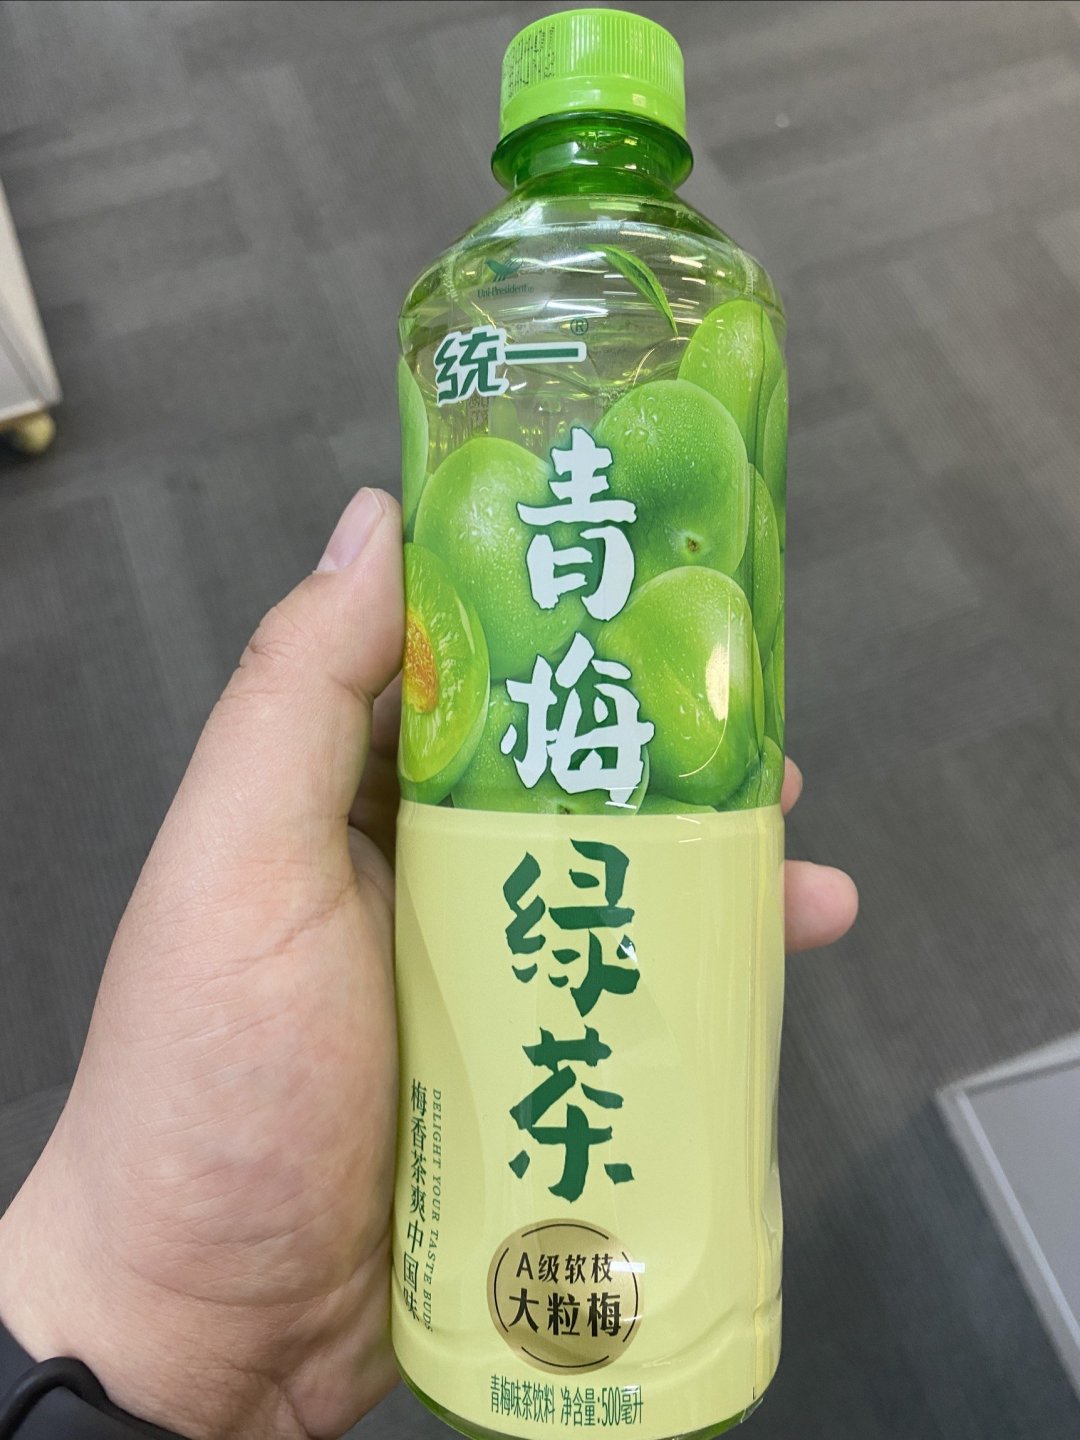 Uni-President
统一®
青梅
绿茶
梅香茶爽中国味
DELIGHT YOUR TASTE BUDS
A级软枝
大粒梅
青梅味茶饮料 净含量:500毫升